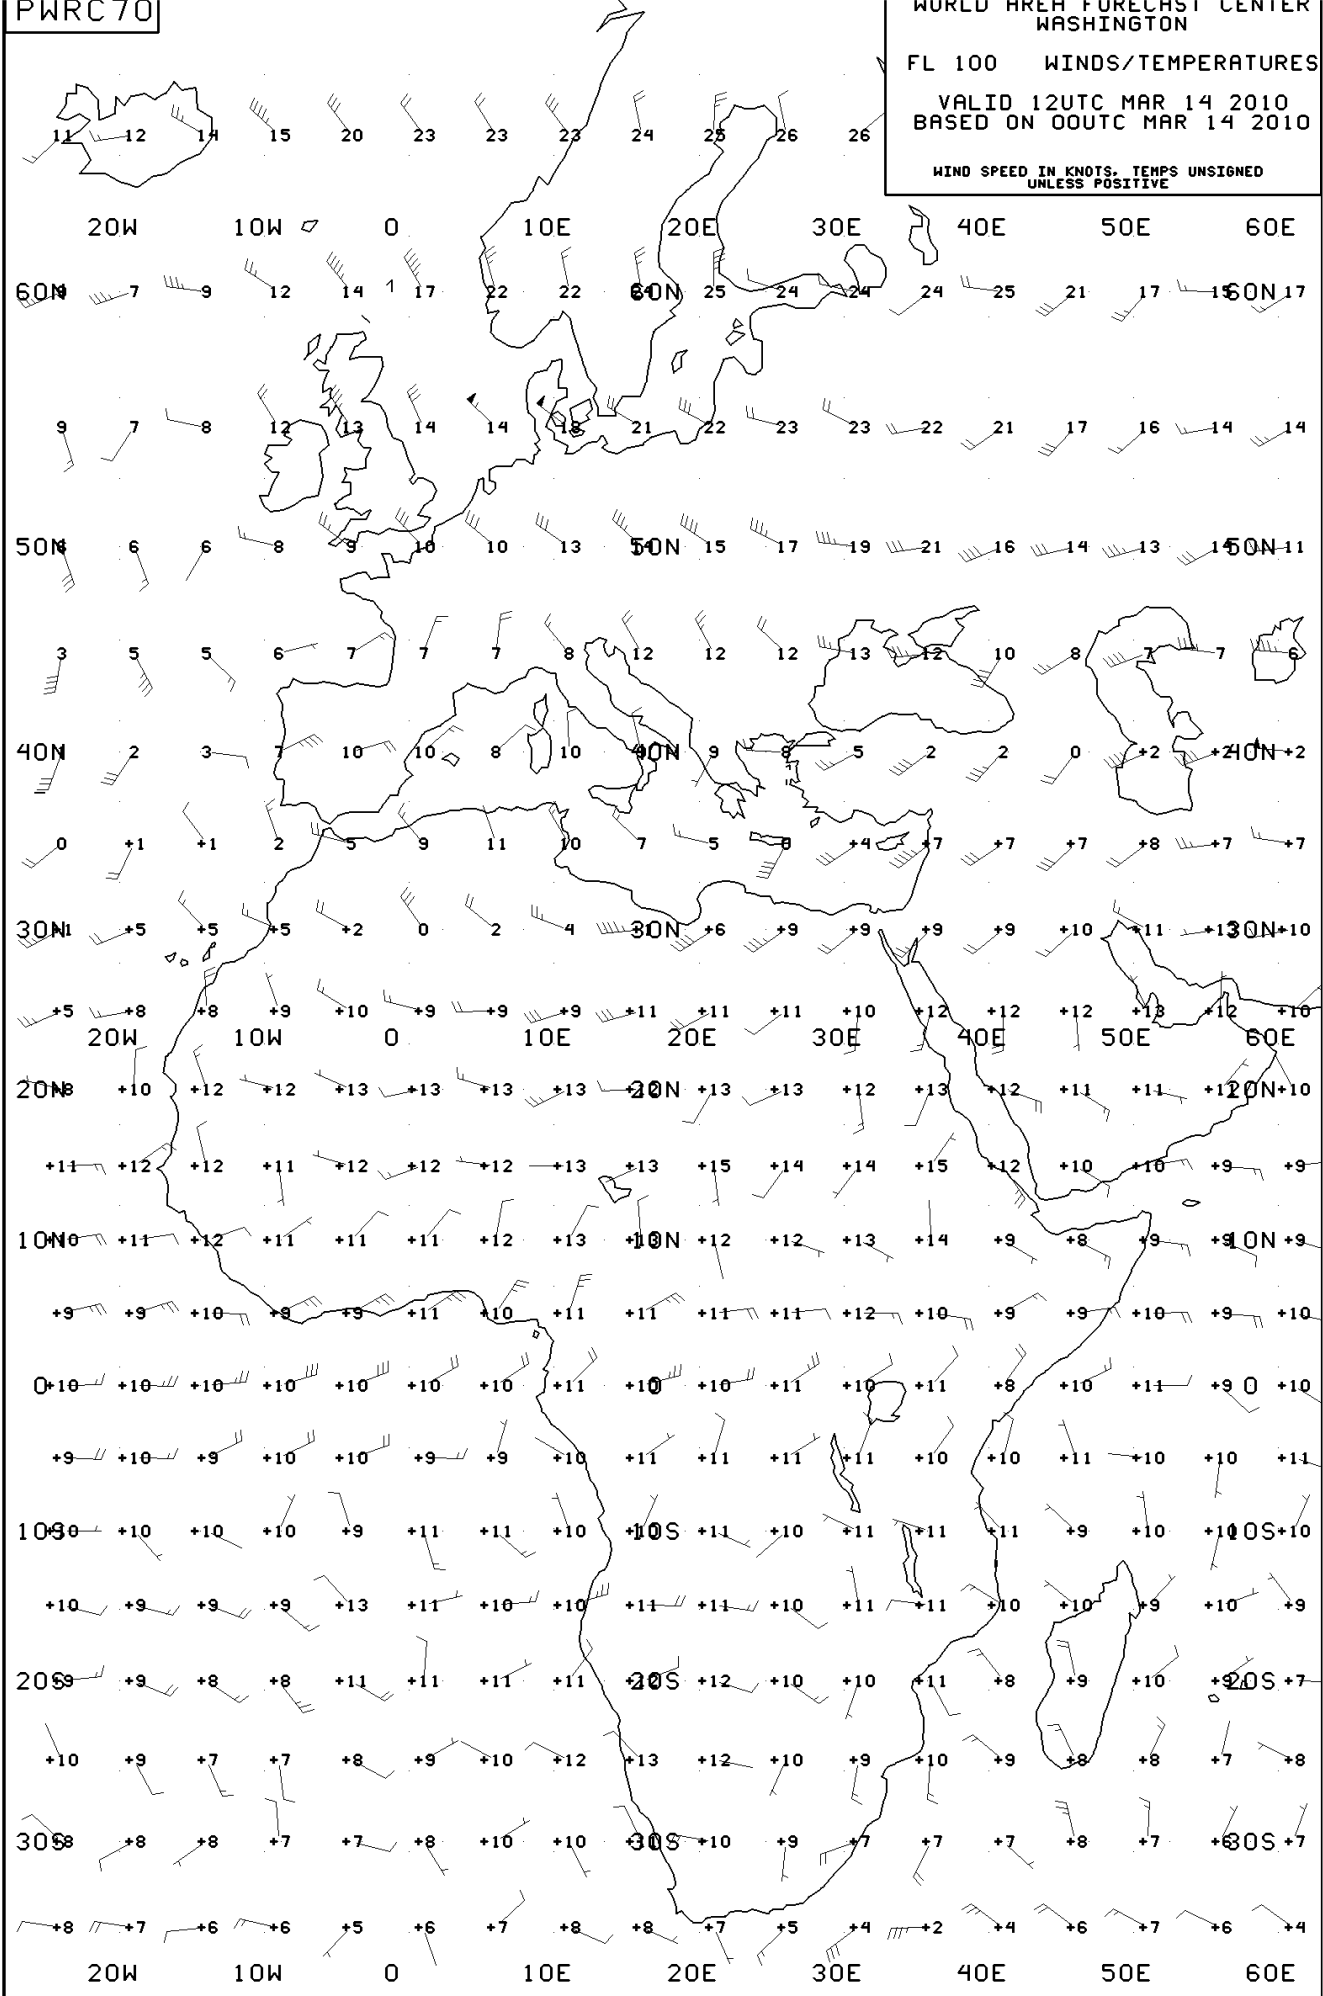 PWRC70
WORLD AREA FORECAST CENTER
WASHINGTON
FL 100 WINDS/TEMPERATURES
VALID 12UTC MAR 14 2010
BASED ON 00UTC MAR 14 2010
WIND SPEED IN KNOTS, TEMPS UNSIGNED
UNLESS POSITIVE
11 12 14 15 20 23 23 23 24 25 26 26
20W 10W 0 10E 20E 30E 40E 50E 60E
60N 7 9 12 14 1 17 22 22 60N 25 24 24 24 25 21 17 15 60N 17
9 7 8 12 13 14 14 18 21 22 23 23 22 21 17 16 14 14
50N 6 6 8 9 10 10 13 50N 15 17 19 21 16 14 13 14 50N 11
3 5 5 6 7 7 7 8 12 12 12 13 12 10 8 7 7 6
40N 2 3 7 10 10 8 10 40N 9 8 5 2 2 0 +2 +2 40N +2
0 +1 +1 2 5 9 11 10 7 5 +4 +7 +7 +7 +8 +7 +7
30N +5 +5 +5 +2 0 2 4 30N +6 +9 +9 +9 +9 +10 +11 30N +10
+5 +8 +8 +9 +10 +9 +9 +9 +11 +11 +11 +10 +12 +12 +12 +13 +12 +10
20W 10W 0 10E 20E 30E 40E 50E 60E
20N +10 +12 +12 +13 +13 +13 +13 20N +13 +13 +12 +13 +12 +11 +11 20N +10
+11 +12 +12 +11 +12 +12 +12 +13 +13 +15 +14 +14 +15 +12 +10 +10 +9 +9
10N +11 +12 +11 +11 +11 +12 +13 10N +12 +12 +13 +14 +9 +8 +9 +9 10N +9
+9 +9 +10 +9 +9 +11 +10 +11 +11 +11 +11 +12 +10 +9 +9 +10 +9 +10
0 +10 +10 +10 +10 +10 +10 +10 +11 +10 0 +10 +11 +10 +11 +8 +10 +11 +9 0 +10
+9 +10 +9 +10 +10 +9 +9 +10 +11 +11 +11 +11 +10 +10 +11 +10 +10 +11
10S +10 +10 +10 +9 +11 +11 +10 10S +11 +10 +11 +11 +11 +9 +10 +10 10S +10
+10 +9 +9 +9 +13 +11 +10 +10 +11 +11 +10 +11 +11 +10 +10 +9 +10 +9
20S +9 +9 +8 +8 +11 +11 +11 +11 20S +12 +10 +10 +11 +8 +9 +10 +9 20S +7
+10 +9 +7 +7 +8 +9 +10 +12 +13 +12 +10 +9 +10 +9 +8 +8 +7 +8
30S +8 +8 +8 +7 +7 +8 +10 +10 30S +10 +9 +7 +7 +7 +8 +7 +6 30S +7
+8 +7 +6 +6 +5 +6 +7 +8 +8 +7 +5 +4 +2 +4 +6 +7 +6 +4
20W 10W 0 10E 20E 30E 40E 50E 60E